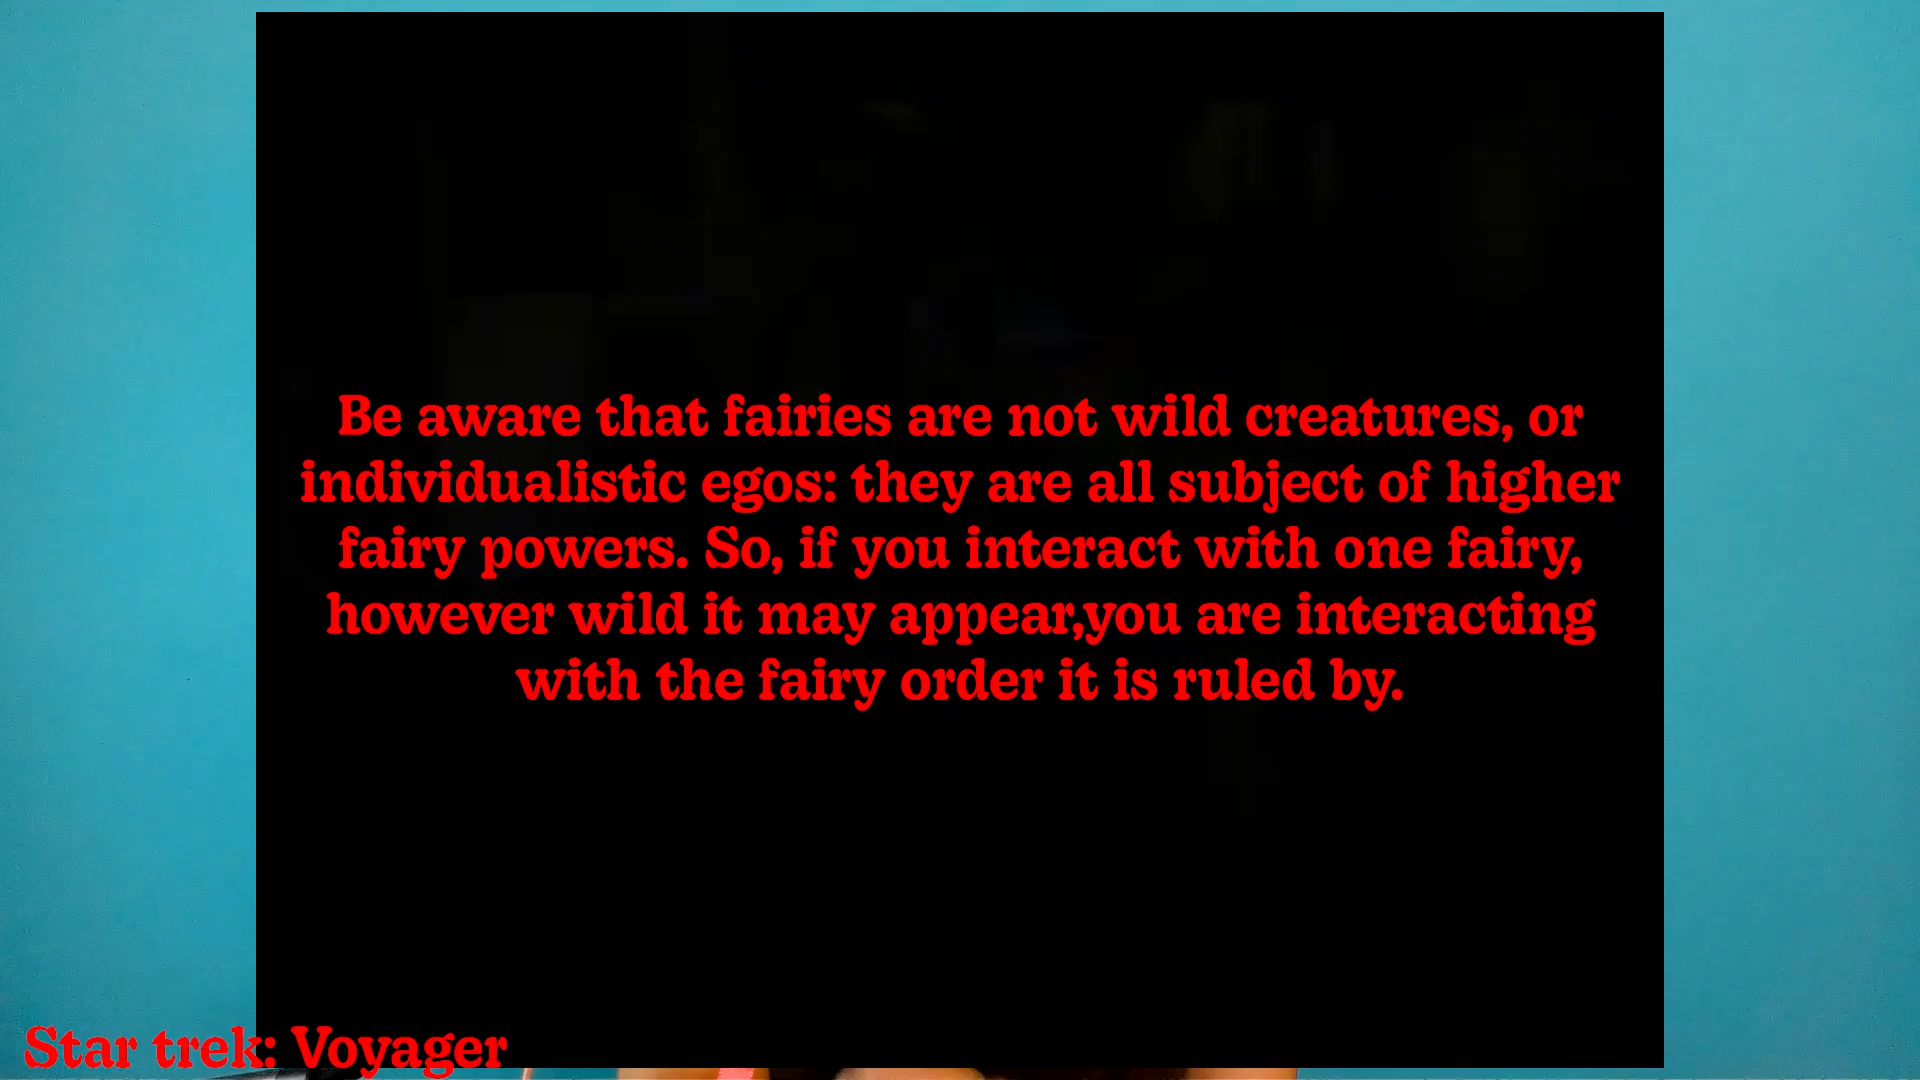 Be aware that fairies are not wild creatures, or
individualistic egos: they are all subject of higher
fairy powers. So, if you interact with one fairy,
however wild it may appear,you are interacting
with the fairy order it is ruled by.
Star trek: Voyager